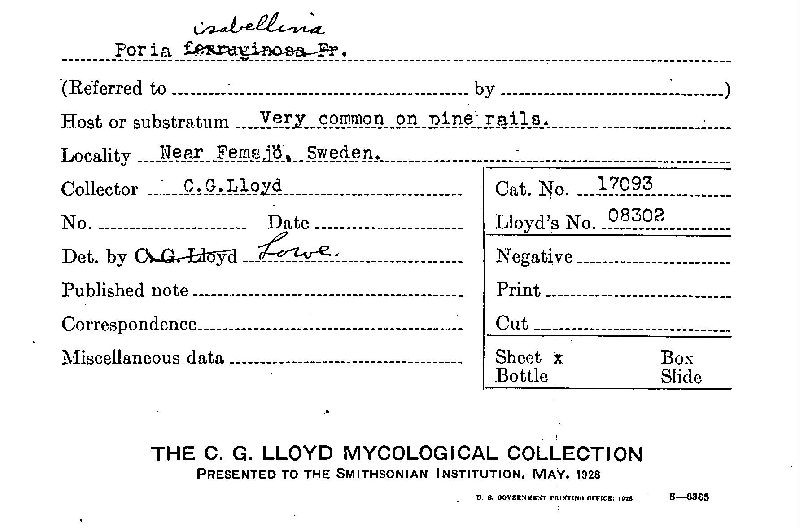 isabellina
Poria ferruginosa Fr.
(Referred to by )
Host or substratum Very common on pine rails.
Locality Near Femsjö, Sweden.
Collector C.G.Lloyd
Cat. No. 17093
No. Date
Lloyd's No. 08302
Det. by C. G. Lloyd Lowe.
Negative
Published note
Print
Correspondence
Cut
Miscellaneous data
Sheet x Box
Bottle Slide
THE C. G. LLOYD MYCOLOGICAL COLLECTION
PRESENTED TO THE SMITHSONIAN INSTITUTION, MAY, 1928
U. S. GOVERNMENT PRINTING OFFICE: 1928 8—6365